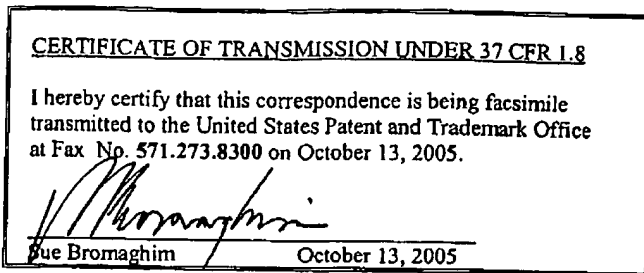 CERTIFICATE OF TRANSMISSION UNDER 37 CFR 1.8
I hereby certify that this correspondence is being facsimile
transmitted to the United States Patent and Trademark Office
at Fax No. 571.273.8300 on October 13, 2005.
Sue Bromaghim October 13, 2005